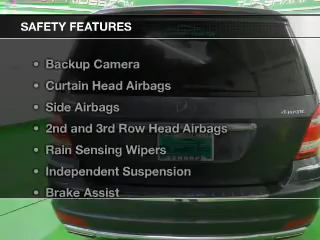 SAFETY FEATURES
• Backup Camera
• Curtain Head Airbags
• Side Airbags
• 2nd and 3rd Row Head Airbags
• Rain Sensing Wipers
• Independent Suspension
• Brake Assist